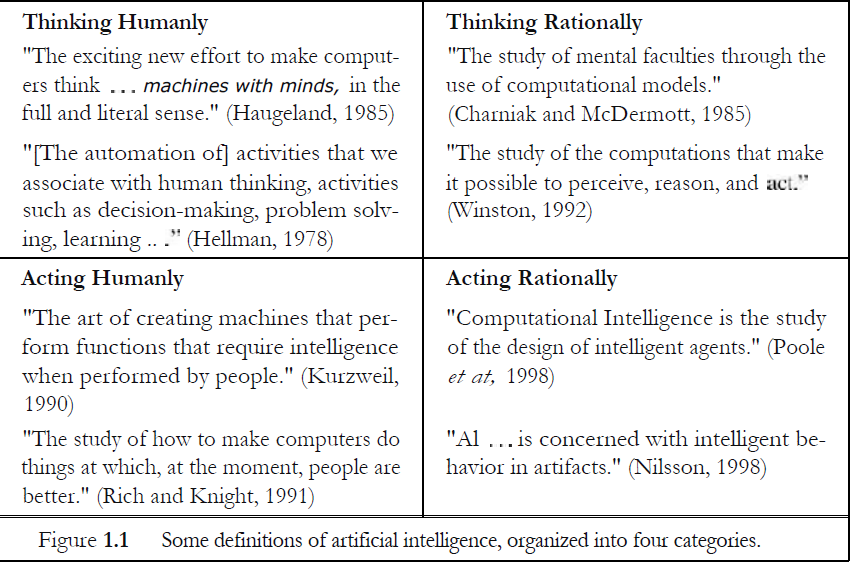 Thinking Humanly
"The exciting new effort to make comput-
ers think ... machines with minds, in the
full and literal sense." (Haugeland, 1985)
"[The automation of] activities that we
associate with human thinking, activities
such as decision-making, problem solv-
ing, learning .. ." (Hellman, 1978)
Thinking Rationally
"The study of mental faculties through the
use of computational models."
(Charniak and McDermott, 1985)
"The study of the computations that make
it possible to perceive, reason, and act."
(Winston, 1992)
Acting Humanly
"The art of creating machines that per-
form functions that require intelligence
when performed by people." (Kurzweil,
1990)
"The study of how to make computers do
things at which, at the moment, people are
better." (Rich and Knight, 1991)
Acting Rationally
"Computational Intelligence is the study
of the design of intelligent agents." (Poole
et at, 1998)
"Al ... is concerned with intelligent be-
havior in artifacts." (Nilsson, 1998)
Figure 1.1 Some definitions of artificial intelligence, organized into four categories.